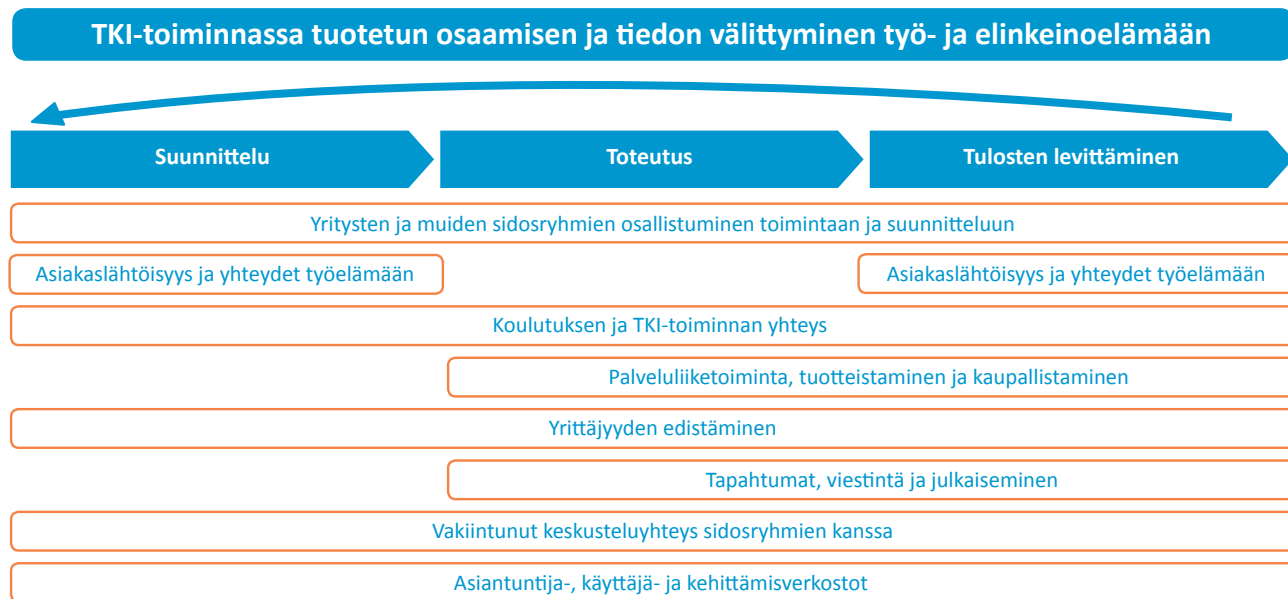 TKI-toiminnassa tuotetun osaamisen ja tiedon välittyminen työ- ja elinkeinoelämään
Suunnittelu
Toteutus
Tulosten levittäminen
Yritysten ja muiden sidosryhmien osallistuminen toimintaan ja suunnitteluun
Asiakaslähtöisyys ja yhteydet työelämään
Asiakaslähtöisyys ja yhteydet työelämään
Koulutuksen ja TKI-toiminnan yhteys
Palveluliiketoiminta, tuotteistaminen ja kaupallistaminen
Yrittäjyyden edistäminen
Tapahtumat, viestintä ja julkaiseminen
Vakiintunut keskusteluyhteys sidosryhmien kanssa
Asiantuntija-, käyttäjä- ja kehittämisverkostot